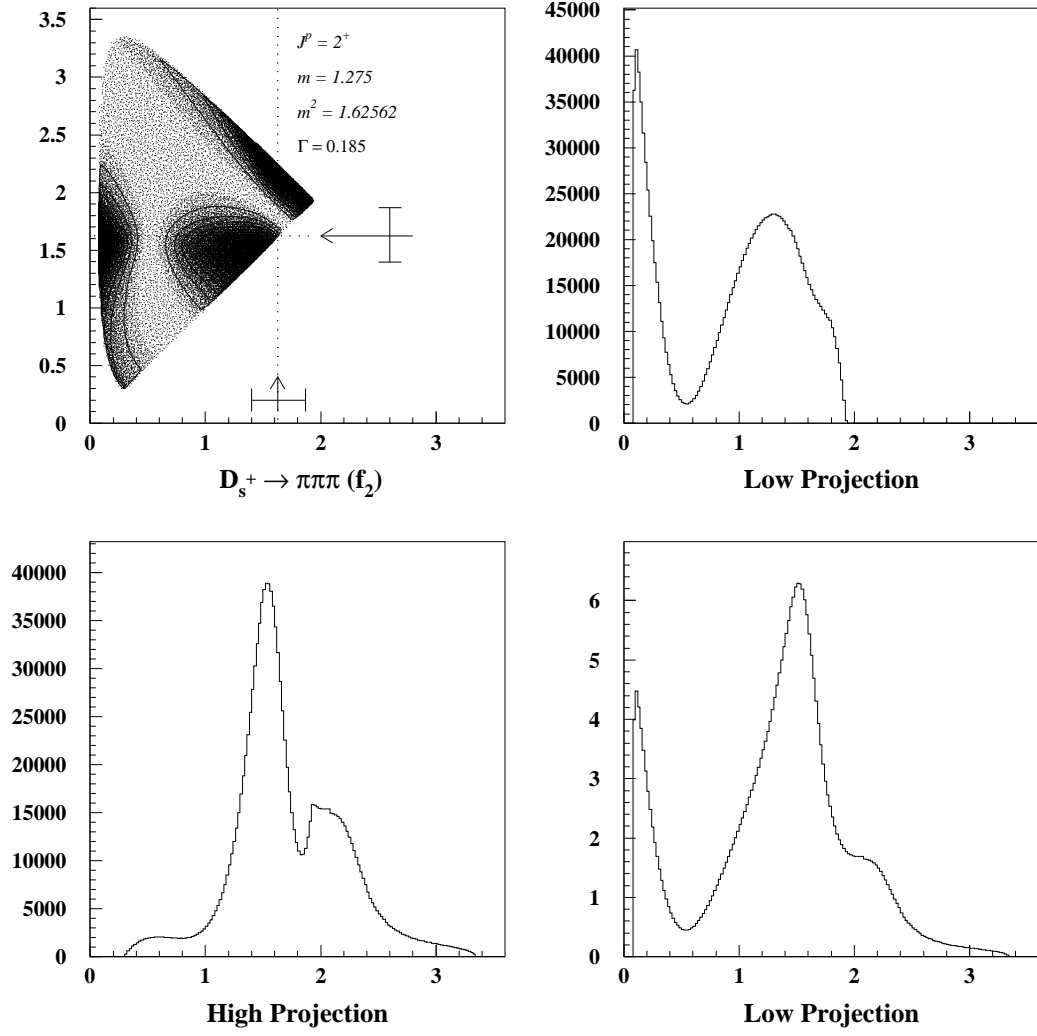 3.5
3
2.5
2
1.5
1
0.5
0
0 1 2 3
J^p = 2^+
m = 1.275
m^2 = 1.62562
Γ = 0.185
D_s^+ → πππ (f_2)
45000
40000
35000
30000
25000
20000
15000
10000
5000
0
0 1 2 3
Low Projection
40000
35000
30000
25000
20000
15000
10000
5000
0
0 1 2 3
High Projection
6
5
4
3
2
1
0
0 1 2 3
Low Projection